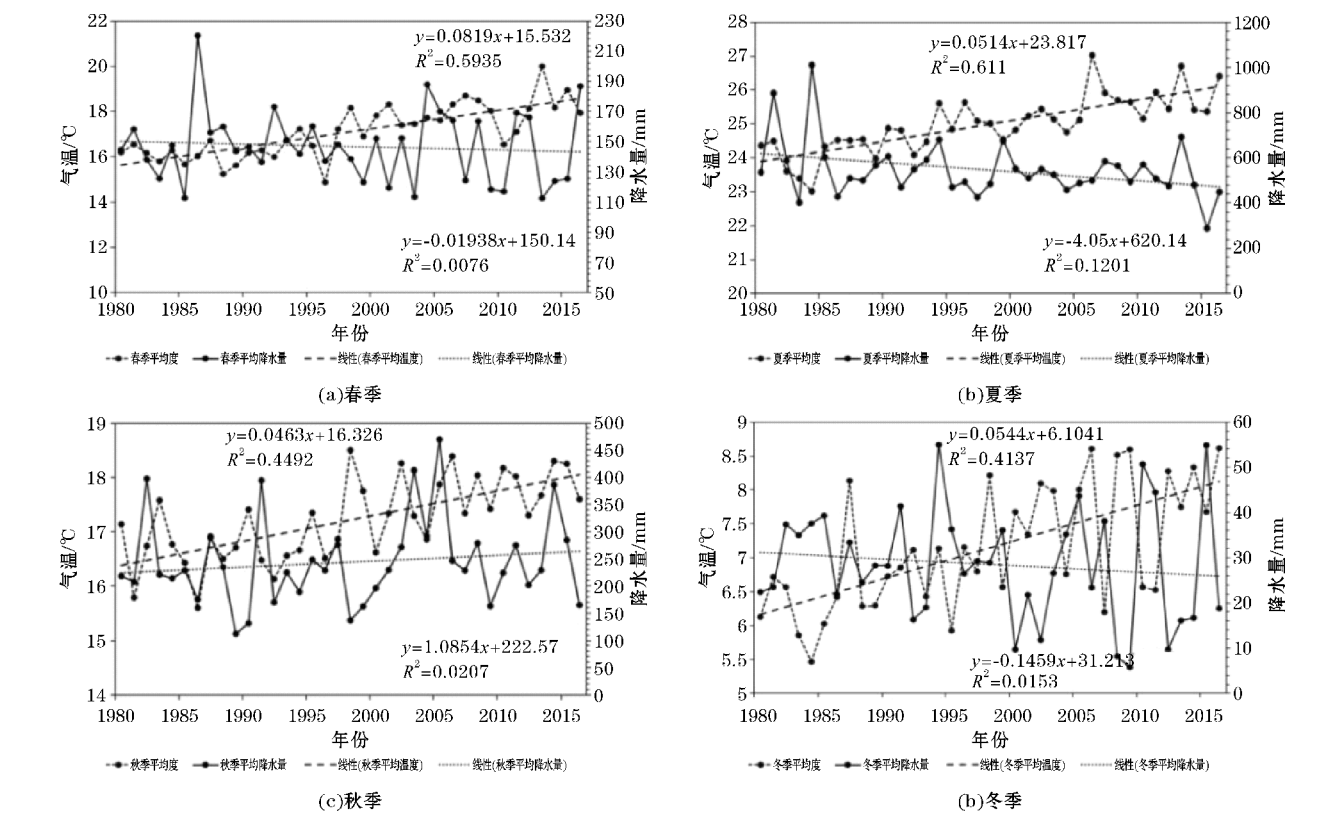 22
20
18
16
14
12
10
气温/℃
230
210
190
170
150
130
110
90
70
50
降水量/mm
y=0.0819x+15.532
R²=0.5935
y=-0.01938x+150.14
R²=0.0076
1980 1985 1990 1995 2000 2005 2010 2015
年份
春季平均度 春季平均降水量 线性(春季平均温度) 线性(春季平均降水量)
(a)春季
28
27
26
25
24
23
22
21
20
气温/℃
1200
1000
800
600
400
200
0
降水量/mm
y=0.0514x+23.817
R²=0.611
y=-4.05x+620.14
R²=0.1201
1980 1985 1990 1995 2000 2005 2010 2015
年份
夏季平均度 夏季平均降水量 线性(夏季平均温度) 线性(夏季平均降水量)
(b)夏季
19
18
17
16
15
14
气温/℃
500
450
400
350
300
250
200
150
100
50
0
降水量/mm
y=0.0463x+16.326
R²=0.4492
y=1.0854x+222.57
R²=0.0207
1980 1985 1990 1995 2000 2005 2010 2015
年份
秋季平均度 秋季平均降水量 线性(秋季平均温度) 线性(秋季平均降水量)
(c)秋季
9
8.5
8
7.5
7
6.5
6
5.5
5
气温/℃
60
50
40
30
20
10
0
降水量/mm
y=0.0544x+6.1041
R²=0.4137
y=-0.1459x+31.213
R²=0.0153
1980 1985 1990 1995 2000 2005 2010 2015
年份
冬季平均度 冬季平均降水量 线性(冬季平均温度) 线性(冬季平均降水量)
(b)冬季